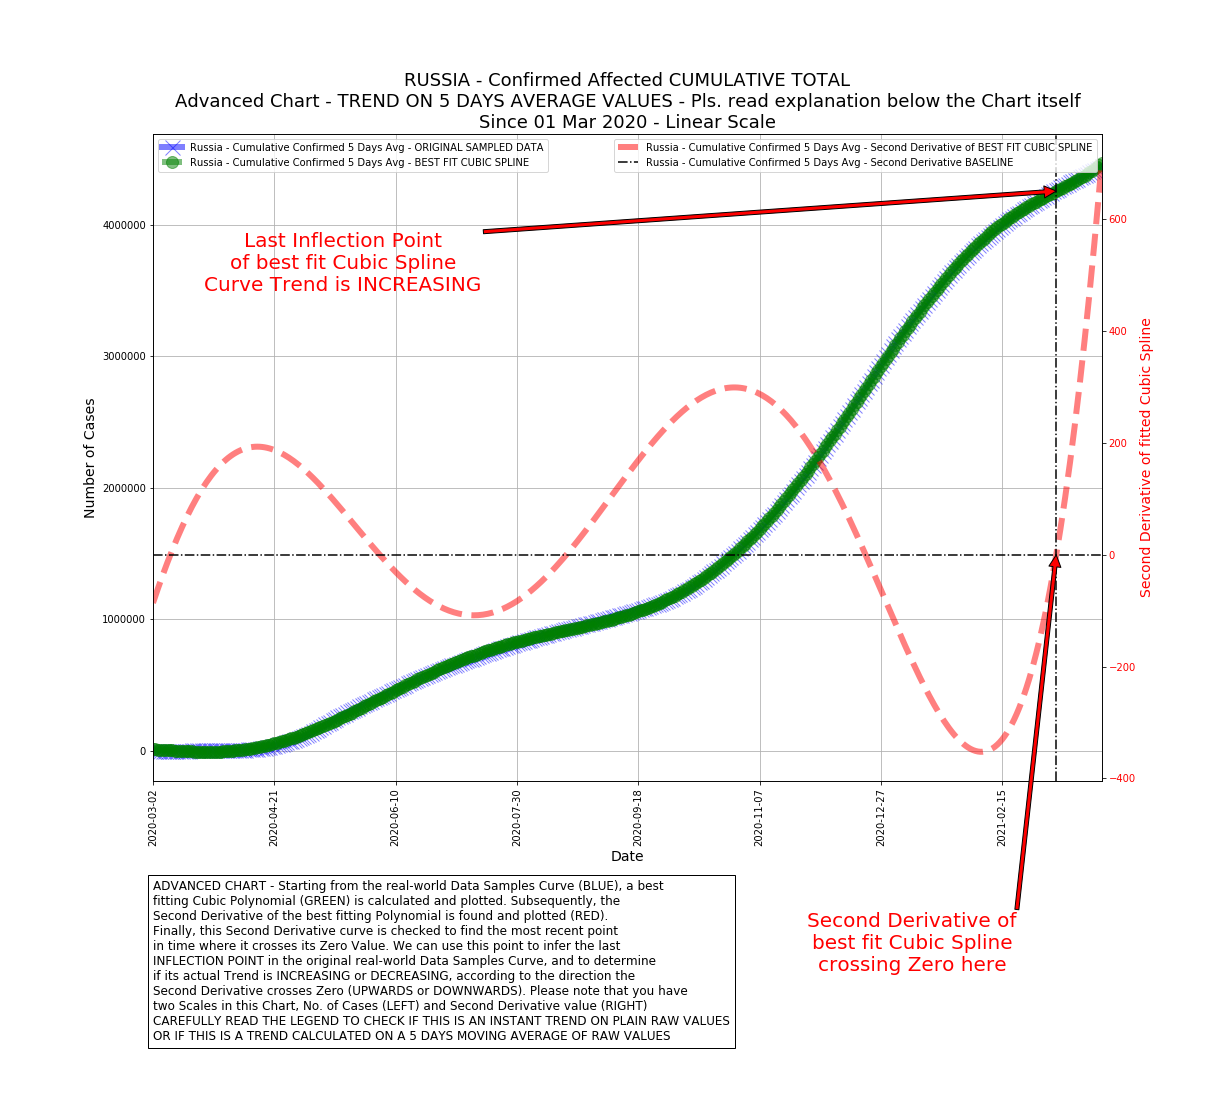 RUSSIA - Confirmed Affected CUMULATIVE TOTAL
Advanced Chart - TREND ON 5 DAYS AVERAGE VALUES - Pls. read explanation below the Chart itself
Since 01 Mar 2020 - Linear Scale
Russia - Cumulative Confirmed 5 Days Avg - ORIGINAL SAMPLED DATA
Russia - Cumulative Confirmed 5 Days Avg - BEST FIT CUBIC SPLINE
Russia - Cumulative Confirmed 5 Days Avg - Second Derivative of BEST FIT CUBIC SPLINE
Russia - Cumulative Confirmed 5 Days Avg - Second Derivative BASELINE
Last Inflection Point
of best fit Cubic Spline
Curve Trend is INCREASING
Number of Cases
4000000
3000000
2000000
1000000
0
600
400
200
0
−200
−400
Second Derivative of fitted Cubic Spline
2020-03-02
2020-04-21
2020-06-10
2020-07-30
2020-09-18
2020-11-07
2020-12-27
2021-02-15
Date
ADVANCED CHART - Starting from the real-world Data Samples Curve (BLUE), a best
fitting Cubic Polynomial (GREEN) is calculated and plotted. Subsequently, the
Second Derivative of the best fitting Polynomial is found and plotted (RED).
Finally, this Second Derivative curve is checked to find the most recent point
in time where it crosses its Zero Value. We can use this point to infer the last
INFLECTION POINT in the original real-world Data Samples Curve, and to determine
if its actual Trend is INCREASING or DECREASING, according to the direction the
Second Derivative crosses Zero (UPWARDS or DOWNWARDS). Please note that you have
two Scales in this Chart, No. of Cases (LEFT) and Second Derivative value (RIGHT)
CAREFULLY READ THE LEGEND TO CHECK IF THIS IS AN INSTANT TREND ON PLAIN RAW VALUES
OR IF THIS IS A TREND CALCULATED ON A 5 DAYS MOVING AVERAGE OF RAW VALUES
Second Derivative of
best fit Cubic Spline
crossing Zero here